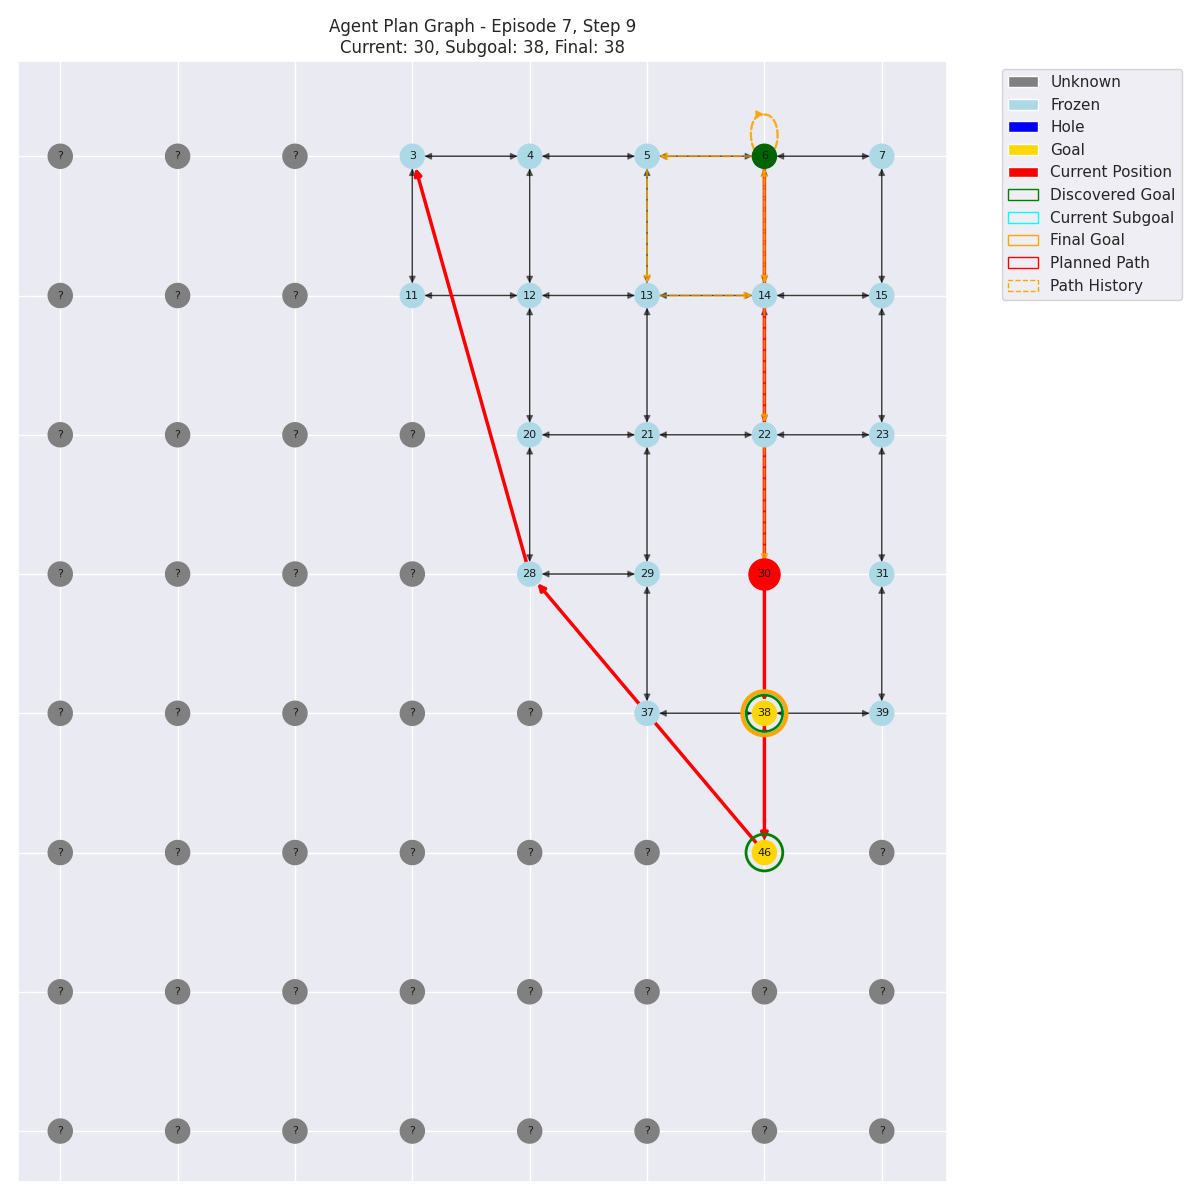 Agent Plan Graph - Episode 7, Step 9
Current: 30, Subgoal: 38, Final: 38
Unknown
Frozen
Hole
Goal
Current Position
Discovered Goal
Current Subgoal
Final Goal
Planned Path
Path History
? ? ? 3 4 5 6 7
? ? ? 11 12 13 14 15
? ? ? ? 20 21 22 23
? ? ? ? 28 29 30 31
? ? ? ? ? 37 38 39
? ? ? ? ? ? 46 ?
? ? ? ? ? ? ? ?
? ? ? ? ? ? ? ?